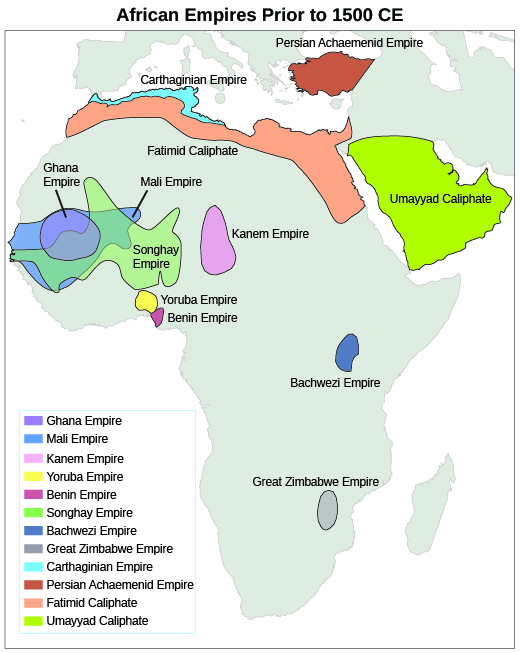 African Empires Prior to 1500 CE
Persian Achaemenid Empire
Carthaginian Empire
Fatimid Caliphate
Ghana
Empire
Mali Empire
Umayyad Caliphate
Kanem Empire
Songhay
Empire
Yoruba Empire
Benin Empire
Bachwezi Empire
Great Zimbabwe Empire
Ghana Empire
Mali Empire
Kanem Empire
Yoruba Empire
Benin Empire
Songhay Empire
Bachwezi Empire
Great Zimbabwe Empire
Carthaginian Empire
Persian Achaemenid Empire
Fatimid Caliphate
Umayyad Caliphate